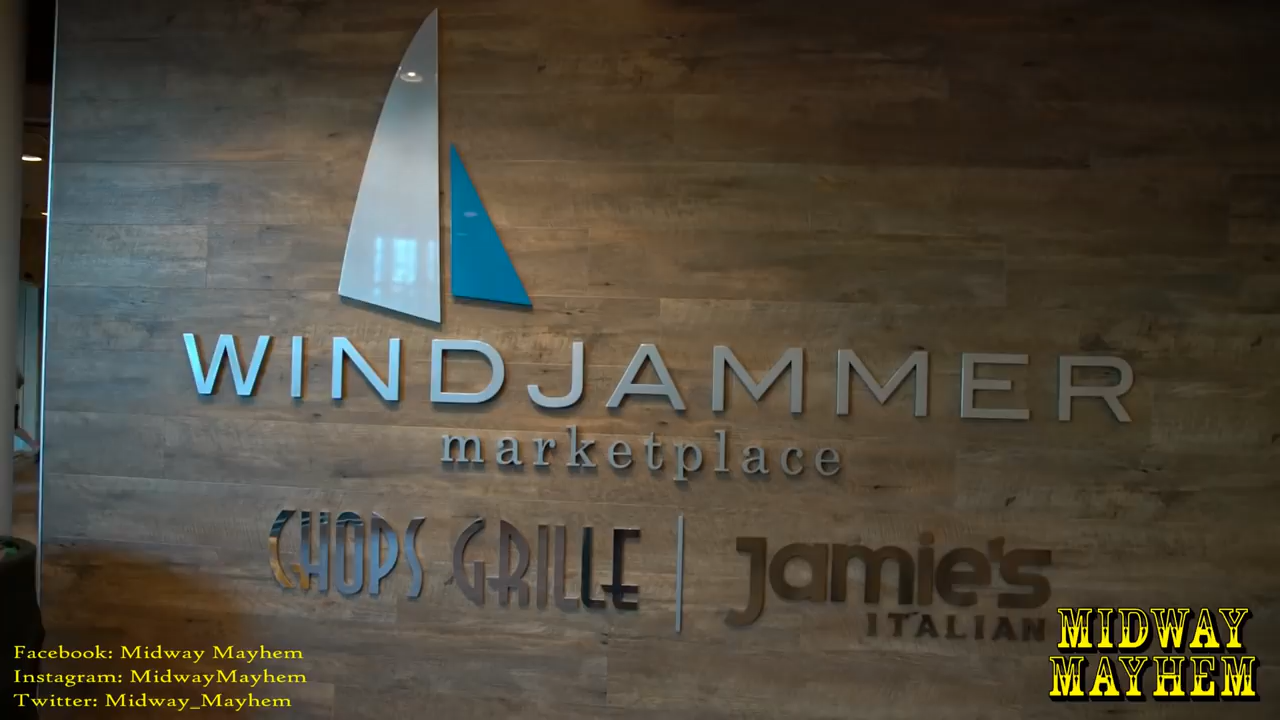 WINDJAMMER
marketplace
CHOPS GRILLE | Jamie's
ITALIAN
Facebook: Midway Mayhem
Instagram: MidwayMayhem
Twitter: Midway_Mayhem
MIDWAY
MAYHEM